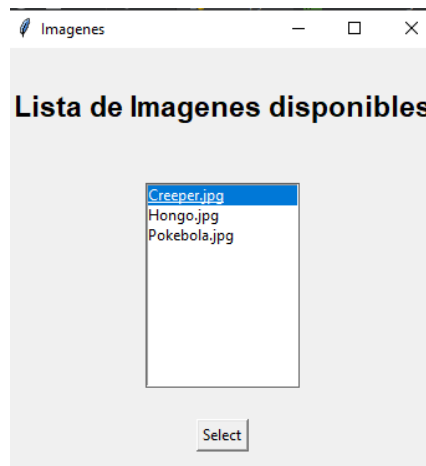 Imagenes
Lista de Imagenes disponibles
Creeper.jpg
Hongo.jpg
Pokebola.jpg
Select